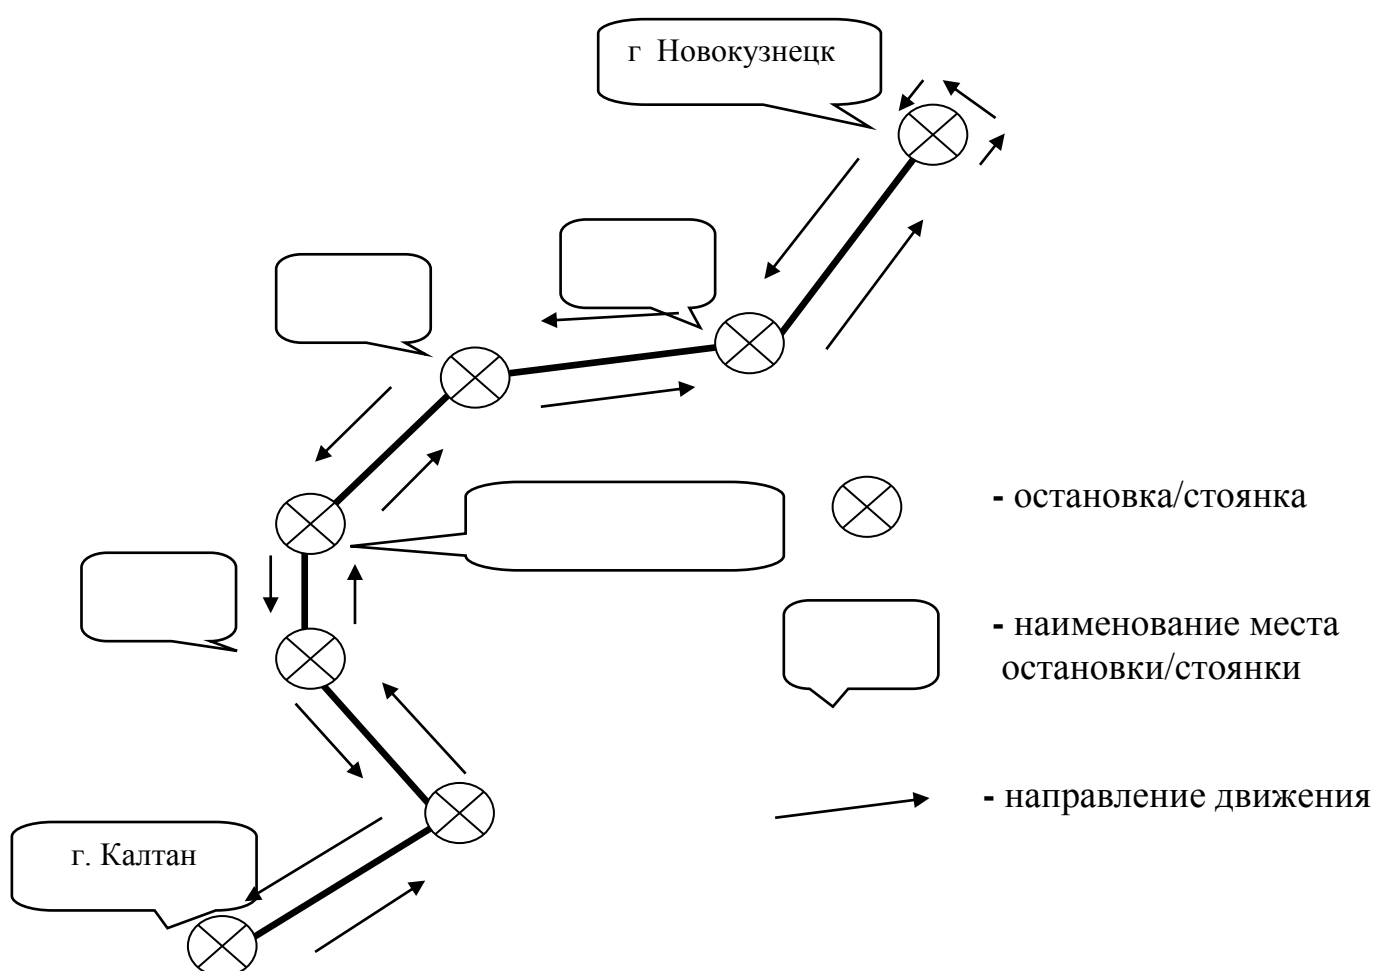 г Новокузнецк
- остановка/стоянка
- наименование места
остановки/стоянки
- направление движения
г. Калтан